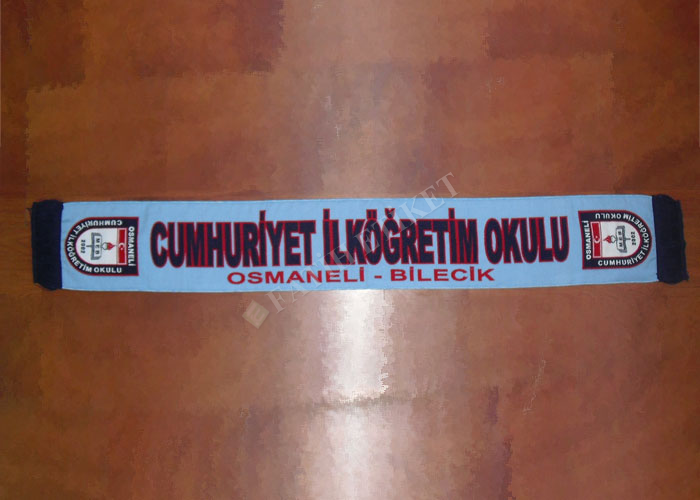 CUMHURİYET İLKÖĞRETİM OKULU
OSMANELİ - BİLECİK
OSMANELİ
CUMHURİYET İLKÖĞRETİM OKULU
OSMANELİ
CUMHURİYET İLKÖĞRETİM OKULU